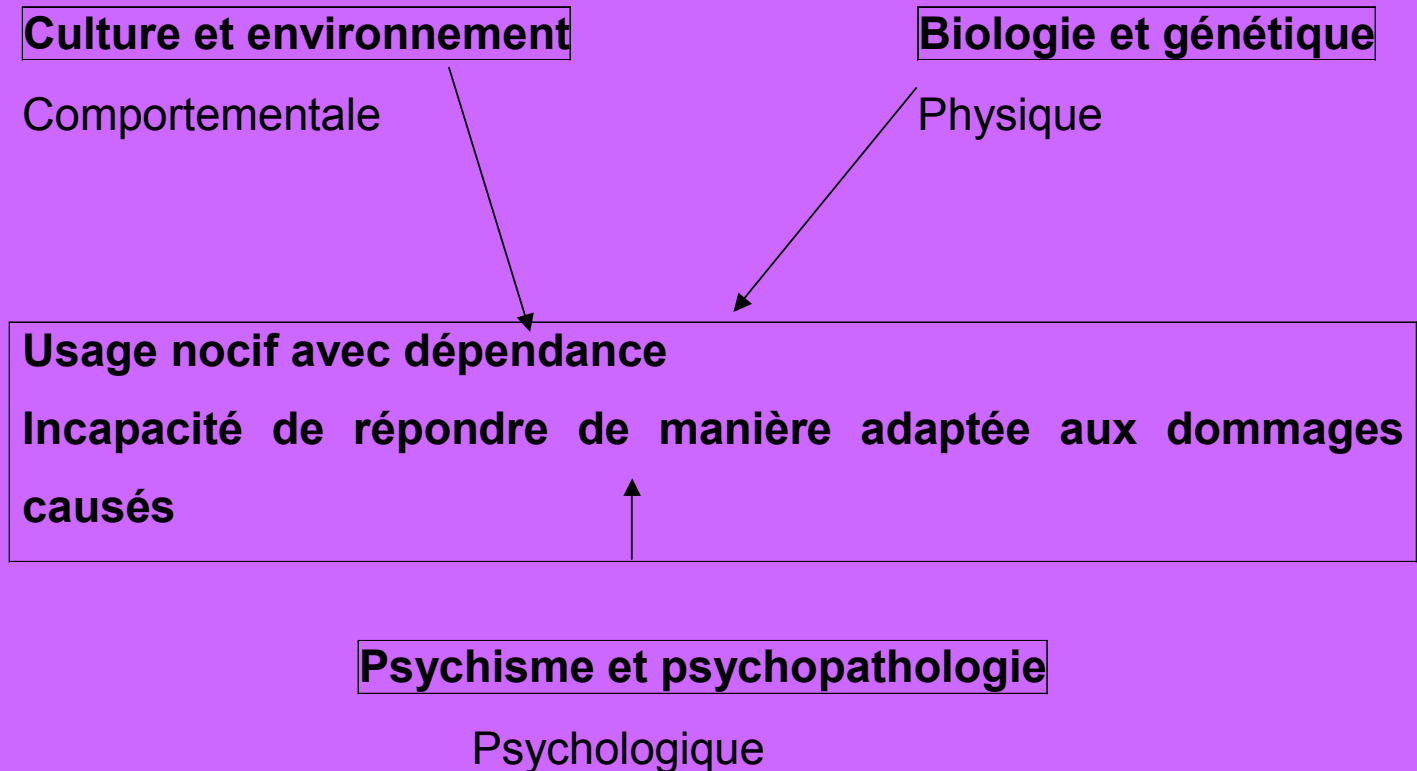 Culture et environnement
Biologie et génétique
Comportementale
Physique
Usage nocif avec dépendance
Incapacité de répondre de manière adaptée aux dommages
causés
Psychisme et psychopathologie
Psychologique